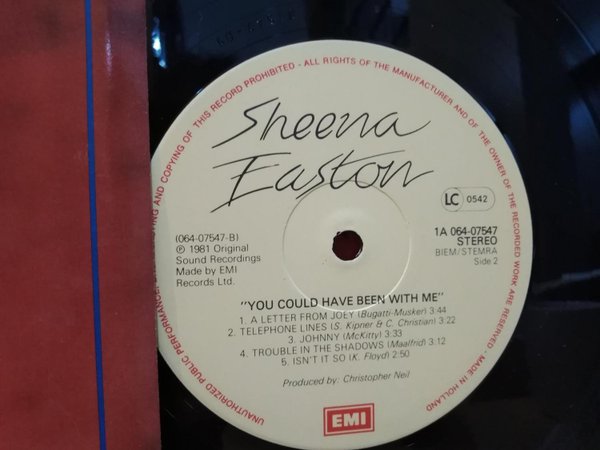 UNAUTHORIZED PUBLIC PERFORMANCE, AND COPYING OF THIS RECORD PROHIBITED - ALL RIGHTS OF THE MANUFACTURER AND OF THE OWNER OF THE RECORDED WORK ARE RESERVED - MADE IN HOLLAND
Sheena
Easton
LC 0542
(064-07547-B)
℗ 1981 Original
Sound Recordings
Made by EMI
Records Ltd.
1A 064-07547
STEREO
BIEM/STEMRA
Side 2
"YOU COULD HAVE BEEN WITH ME"
1. A LETTER FROM JOEY (Bugatti-Musker) 3:44
2. TELEPHONE LINES (S. Kipner & C. Christian) 3:22
3. JOHNNY (McKitty) 3:33
4. TROUBLE IN THE SHADOWS (Maalfrid) 3:12
5. ISN'T IT SO (K. Floyd) 2:50
Produced by: Christopher Neil
EMI